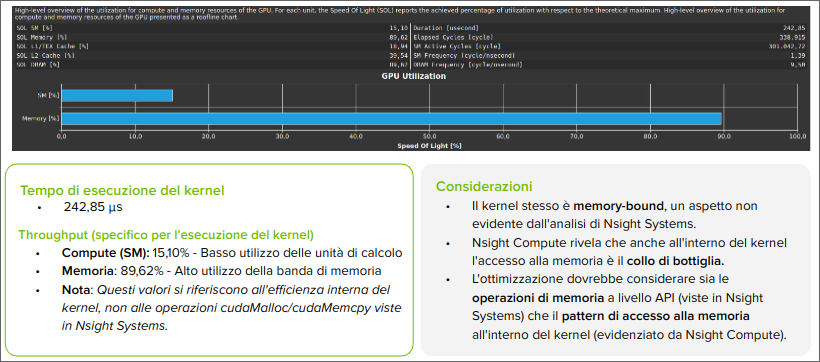 High-level overview of the utilization for compute and memory resources of the GPU. For each unit, the Speed Of Light (SOL) reports the achieved percentage of utilization with respect to the theoretical maximum. High-level overview of the utilization for
compute and memory resources of the GPU presented as a roofline chart.
SOL SM [%] 15,10 Duration [usecond] 242,85
SOL Memory [%] 89,62 Elapsed Cycles [cycle] 338.915
SOL L1/TEX Cache [%] 18,94 SM Active Cycles [cycle] 301.042,72
SOL L2 Cache [%] 39,54 SM Frequency [cycle/nsecond] 1,39
SOL DRAM [%] 89,62 DRAM Frequency [cycle/nsecond] 9,50
GPU Utilization
SM [%]
Memory [%]
0,0 10,0 20,0 30,0 40,0 50,0 60,0 70,0 80,0 90,0 100,0
Speed Of Light [%]
Tempo di esecuzione del kernel
• 242,85 μs
Throughput (specifico per l'esecuzione del kernel)
• Compute (SM): 15,10% - Basso utilizzo delle unità di calcolo
• Memoria: 89,62% - Alto utilizzo della banda di memoria
• Nota: Questi valori si riferiscono all'efficienza interna del
kernel, non alle operazioni cudaMalloc/cudaMemcpy viste
in Nsight Systems.
Considerazioni
• Il kernel stesso è memory-bound, un aspetto non
evidente dall'analisi di Nsight Systems.
• Nsight Compute rivela che anche all'interno del kernel
l'accesso alla memoria è il collo di bottiglia.
• L'ottimizzazione dovrebbe considerare sia le
operazioni di memoria a livello API (viste in Nsight
Systems) che il pattern di accesso alla memoria
all'interno del kernel (evidenziato da Nsight Compute).